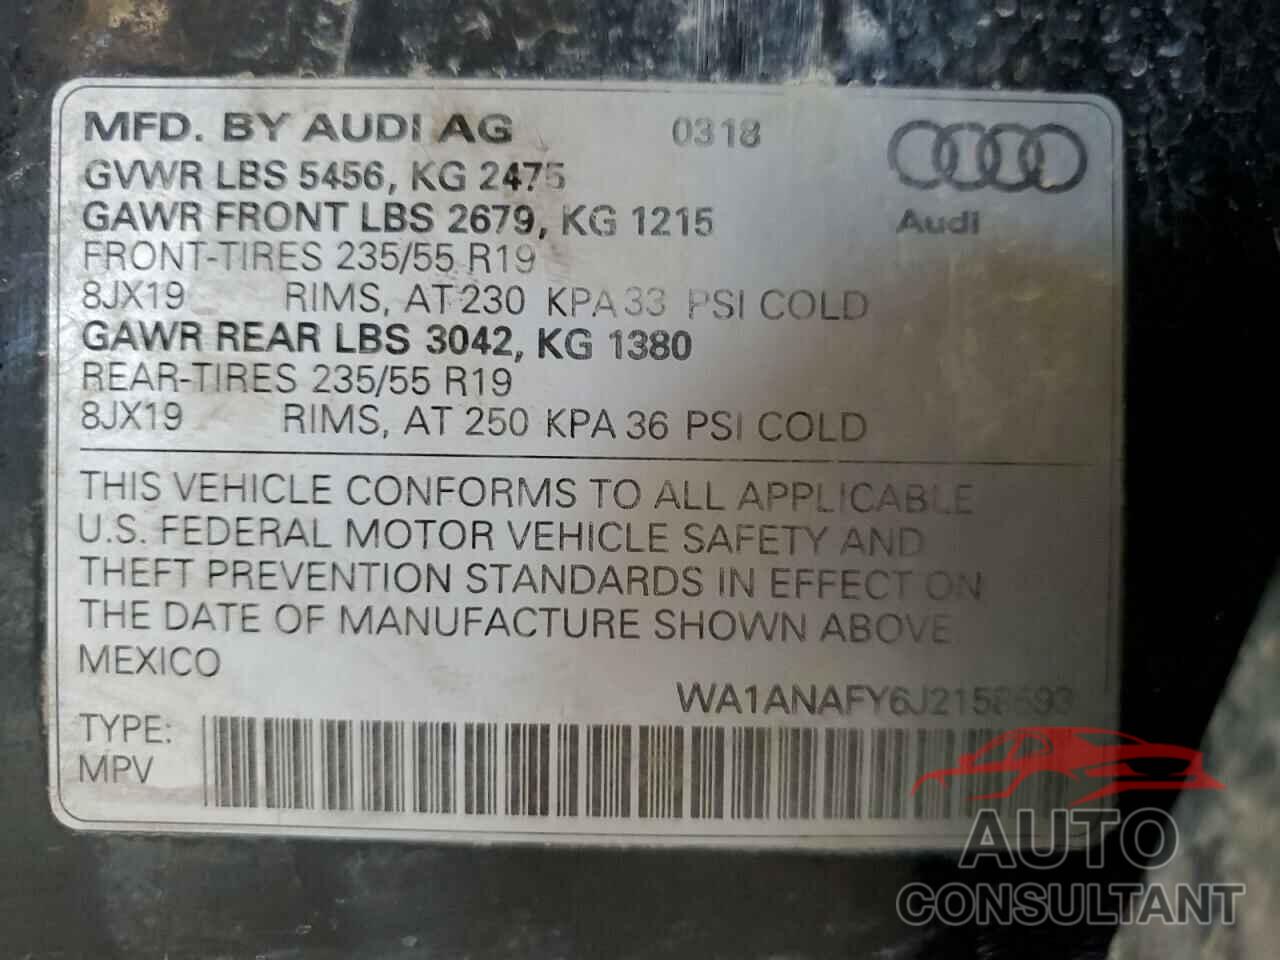 MFD. BY AUDI AG 0318
GVWR LBS 5456, KG 2475
GAWR FRONT LBS 2679, KG 1215
Audi
FRONT-TIRES 235/55 R19
8JX19 RIMS, AT 230 KPA 33 PSI COLD
GAWR REAR LBS 3042, KG 1380
REAR-TIRES 235/55 R19
8JX19 RIMS, AT 250 KPA 36 PSI COLD
THIS VEHICLE CONFORMS TO ALL APPLICABLE
U.S. FEDERAL MOTOR VEHICLE SAFETY AND
THEFT PREVENTION STANDARDS IN EFFECT ON
THE DATE OF MANUFACTURE SHOWN ABOVE
MEXICO
TYPE:
MPV
AUTO
CONSULTANT